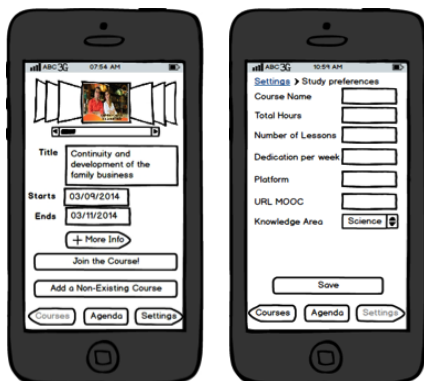 ABC 3G 07:54 AM
Title
Continuity and
development of the
family business
Starts 03/09/2014
Ends 03/11/2014
+ More Info
Join the Course!
Add a Non-Existing Course
Courses Agenda Settings
ABC 3G 10:59 AM
Settings > Study preferences
Course Name
Total Hours
Number of Lessons
Dedication per week
Platform
URL MOOC
Knowledge Area Science
Save
Courses Agenda Settings